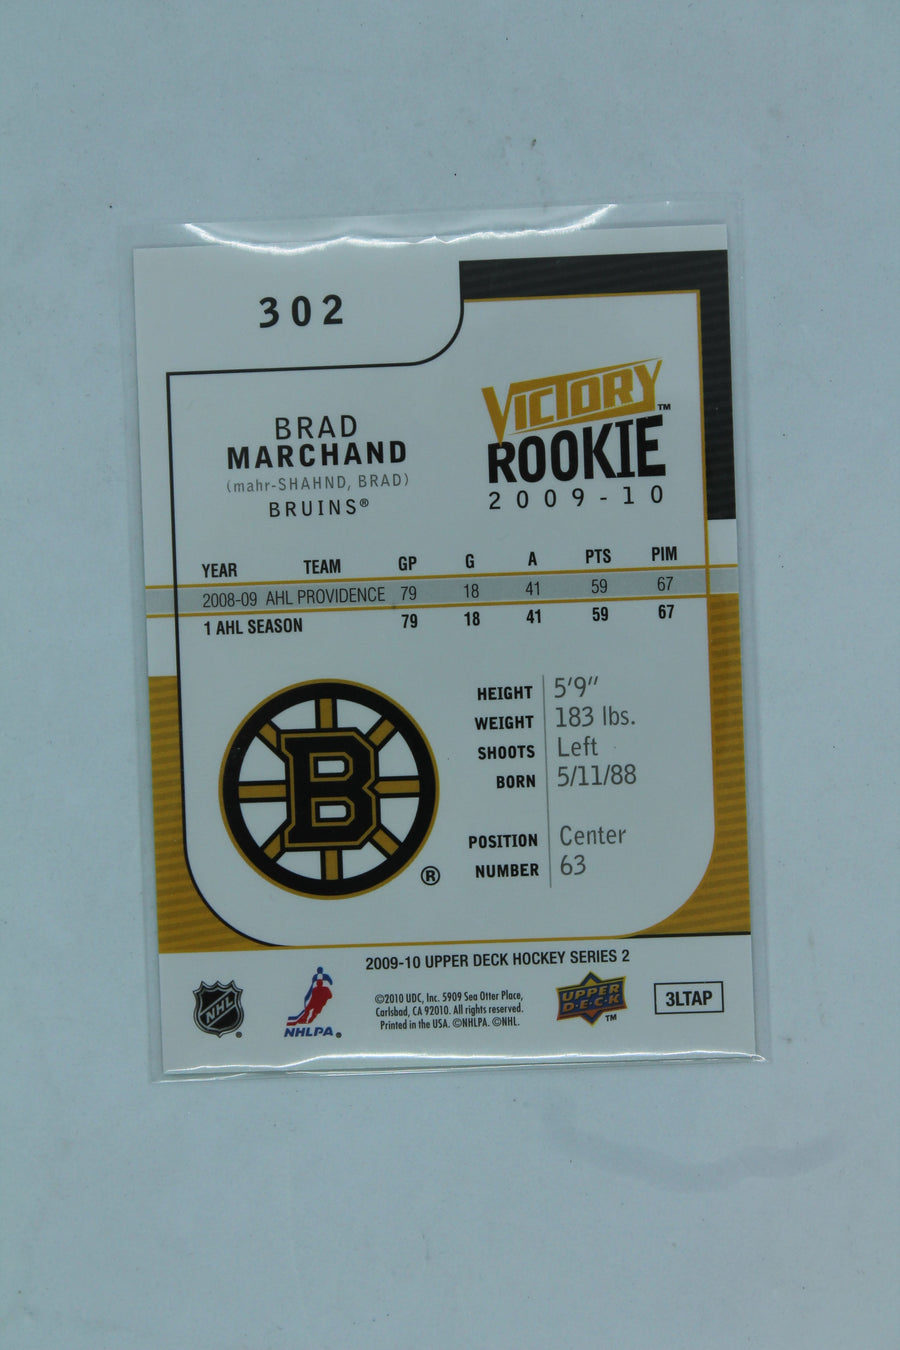 302
VICTORY™
ROOKIE
2009-10
BRAD
MARCHAND
(mahr-SHAHND, BRAD)
BRUINS®
YEAR TEAM GP G A PTS PIM
2008-09 AHL PROVIDENCE 79 18 41 59 67
1 AHL SEASON 79 18 41 59 67
B
®
HEIGHT 5'9"
WEIGHT 183 lbs.
SHOOTS Left
BORN 5/11/88
POSITION Center
NUMBER 63
2009-10 UPPER DECK HOCKEY SERIES 2
NHL®
NHLPA®
©2010 UDC, Inc. 5909 Sea Otter Place,
Carlsbad, CA 92010. All rights reserved.
Printed in the USA. ©NHLPA. ©NHL.
UPPER
D·E·C·K
™
3LTAP